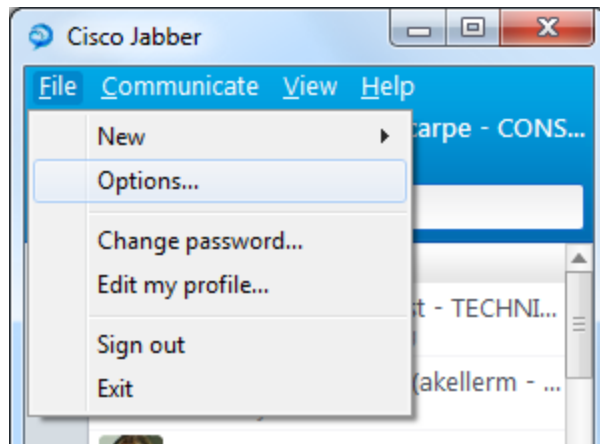 Cisco Jabber
File Communicate View Help
New
carpe - CONS...
Options...
Change password...
Edit my profile...
st - TECHNI...
Sign out
Exit
(akellerm - ...